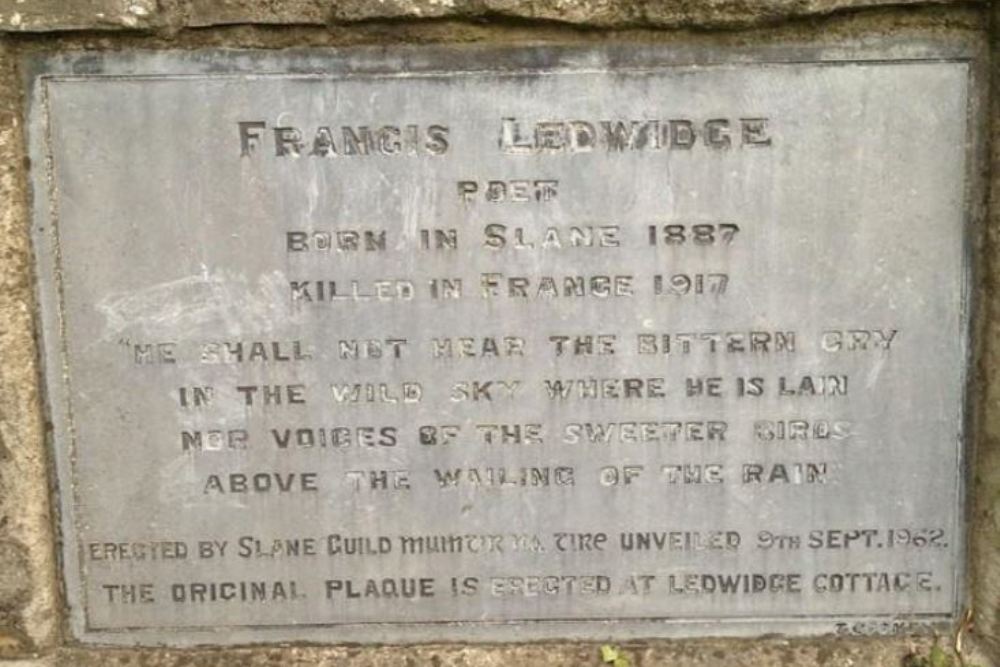 FRANCIS LEDWIDGE
POET
BORN IN SLANE 1887
KILLED IN FRANCE 1917
"HE SHALL NOT HEAR THE BITTERN CRY
IN THE WILD SKY WHERE HE IS LAIN
NOR VOICES OF THE SWEETER BIRDS
ABOVE THE WAILING OF THE RAIN"
ERECTED BY SLANE GUILD MUINTIR NA TIRE UNVEILED 9TH SEPT. 1962.
THE ORIGINAL PLAQUE IS ERECTED AT LEDWIDGE COTTAGE.